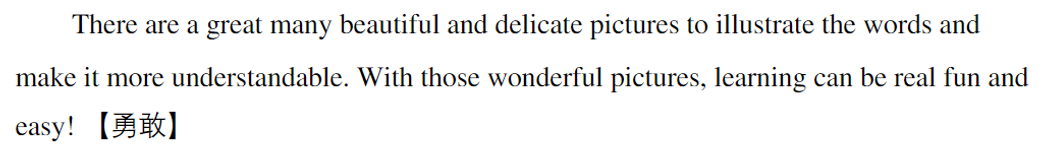 There are a great many beautiful and delicate pictures to illustrate the words and
make it more understandable. With those wonderful pictures, learning can be real fun and
easy! 【勇敢】